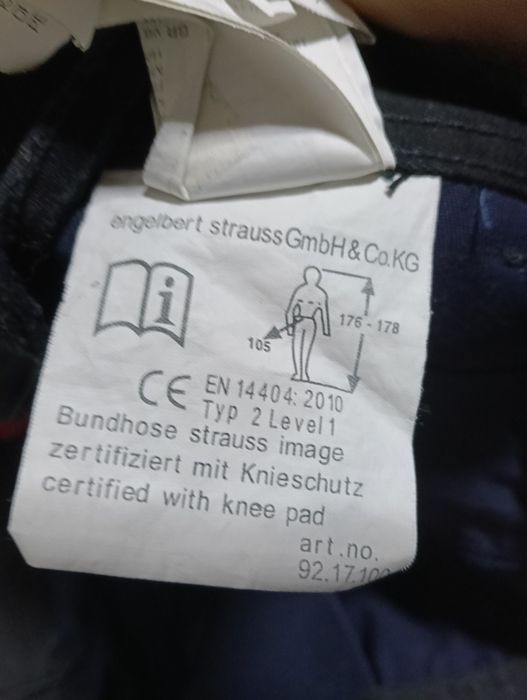 engelbert strauss GmbH & Co.KG
i
176 - 178
105
CE EN 14404: 2010
Typ 2 Level 1
Bundhose strauss image
zertifiziert mit Knieschutz
certified with knee pad
art.no.